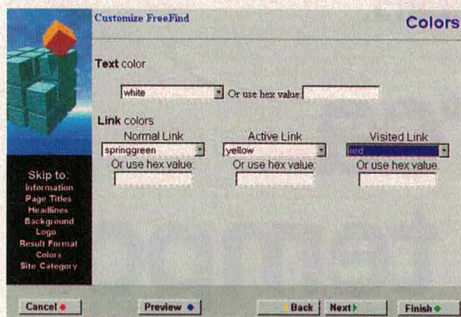 Customize FreeFind
Colors
Text color
white
Or use hex value:
Link colors
Normal Link
Active Link
Visited Link
springgreen
yellow
red
Or use hex value:
Or use hex value:
Or use hex value:
Skip to:
Information
Page Titles
Headlines
Background
Logo
Result Format
Colors
Site Category
Cancel
Preview
Back
Next
Finish